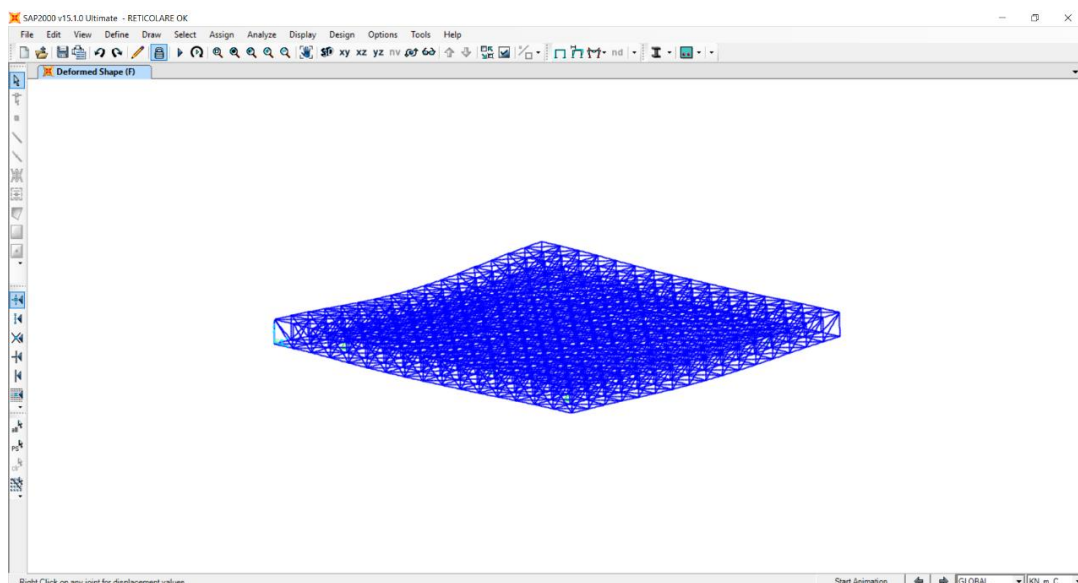 SAP2000 v15.1.0 Ultimate - RETICOLARE OK
File Edit View Define Draw Select Assign Analyze Display Design Options Tools Help
xy xz yz nv nd
Deformed Shape (F)
PS
Right Click on any joint for displacement values
Start Animation GLOBAL KN, m, C